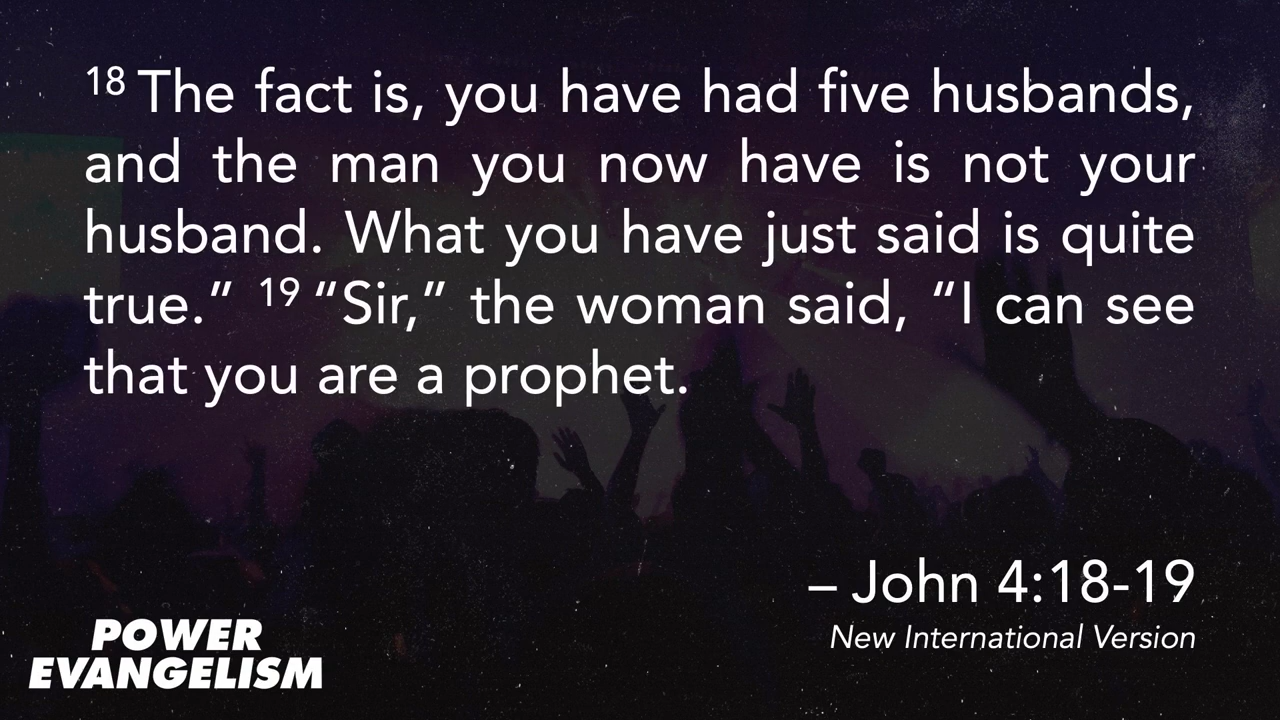 18 The fact is, you have had five husbands,
and the man you now have is not your
husband. What you have just said is quite
true.” 19 “Sir,” the woman said, “I can see
that you are a prophet.
– John 4:18-19
New International Version
POWER
EVANGELISM